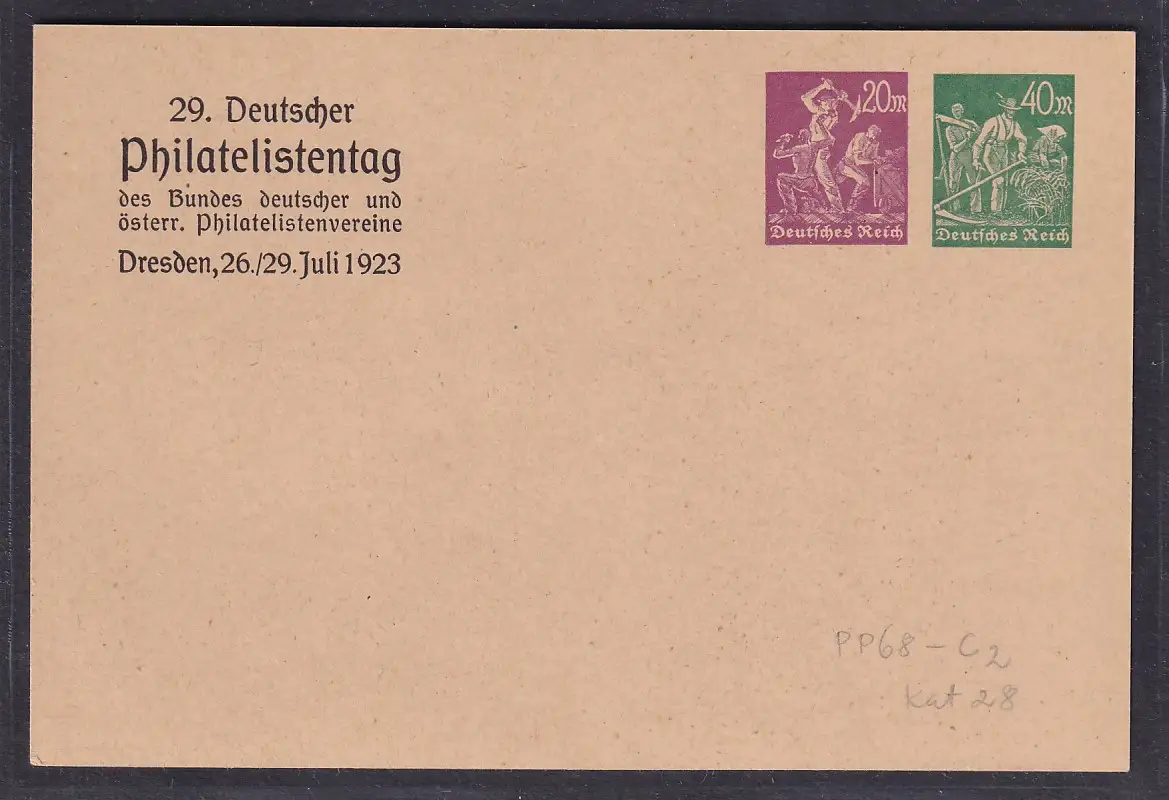 29. Deutscher
Philatelistentag
des Bundes deutscher und
österr. Philatelistenvereine
Dresden, 26./29. Juli 1923
20m
Deutsches Reich
40m
Deutsches Reich
PP68 - C2
Kat 28